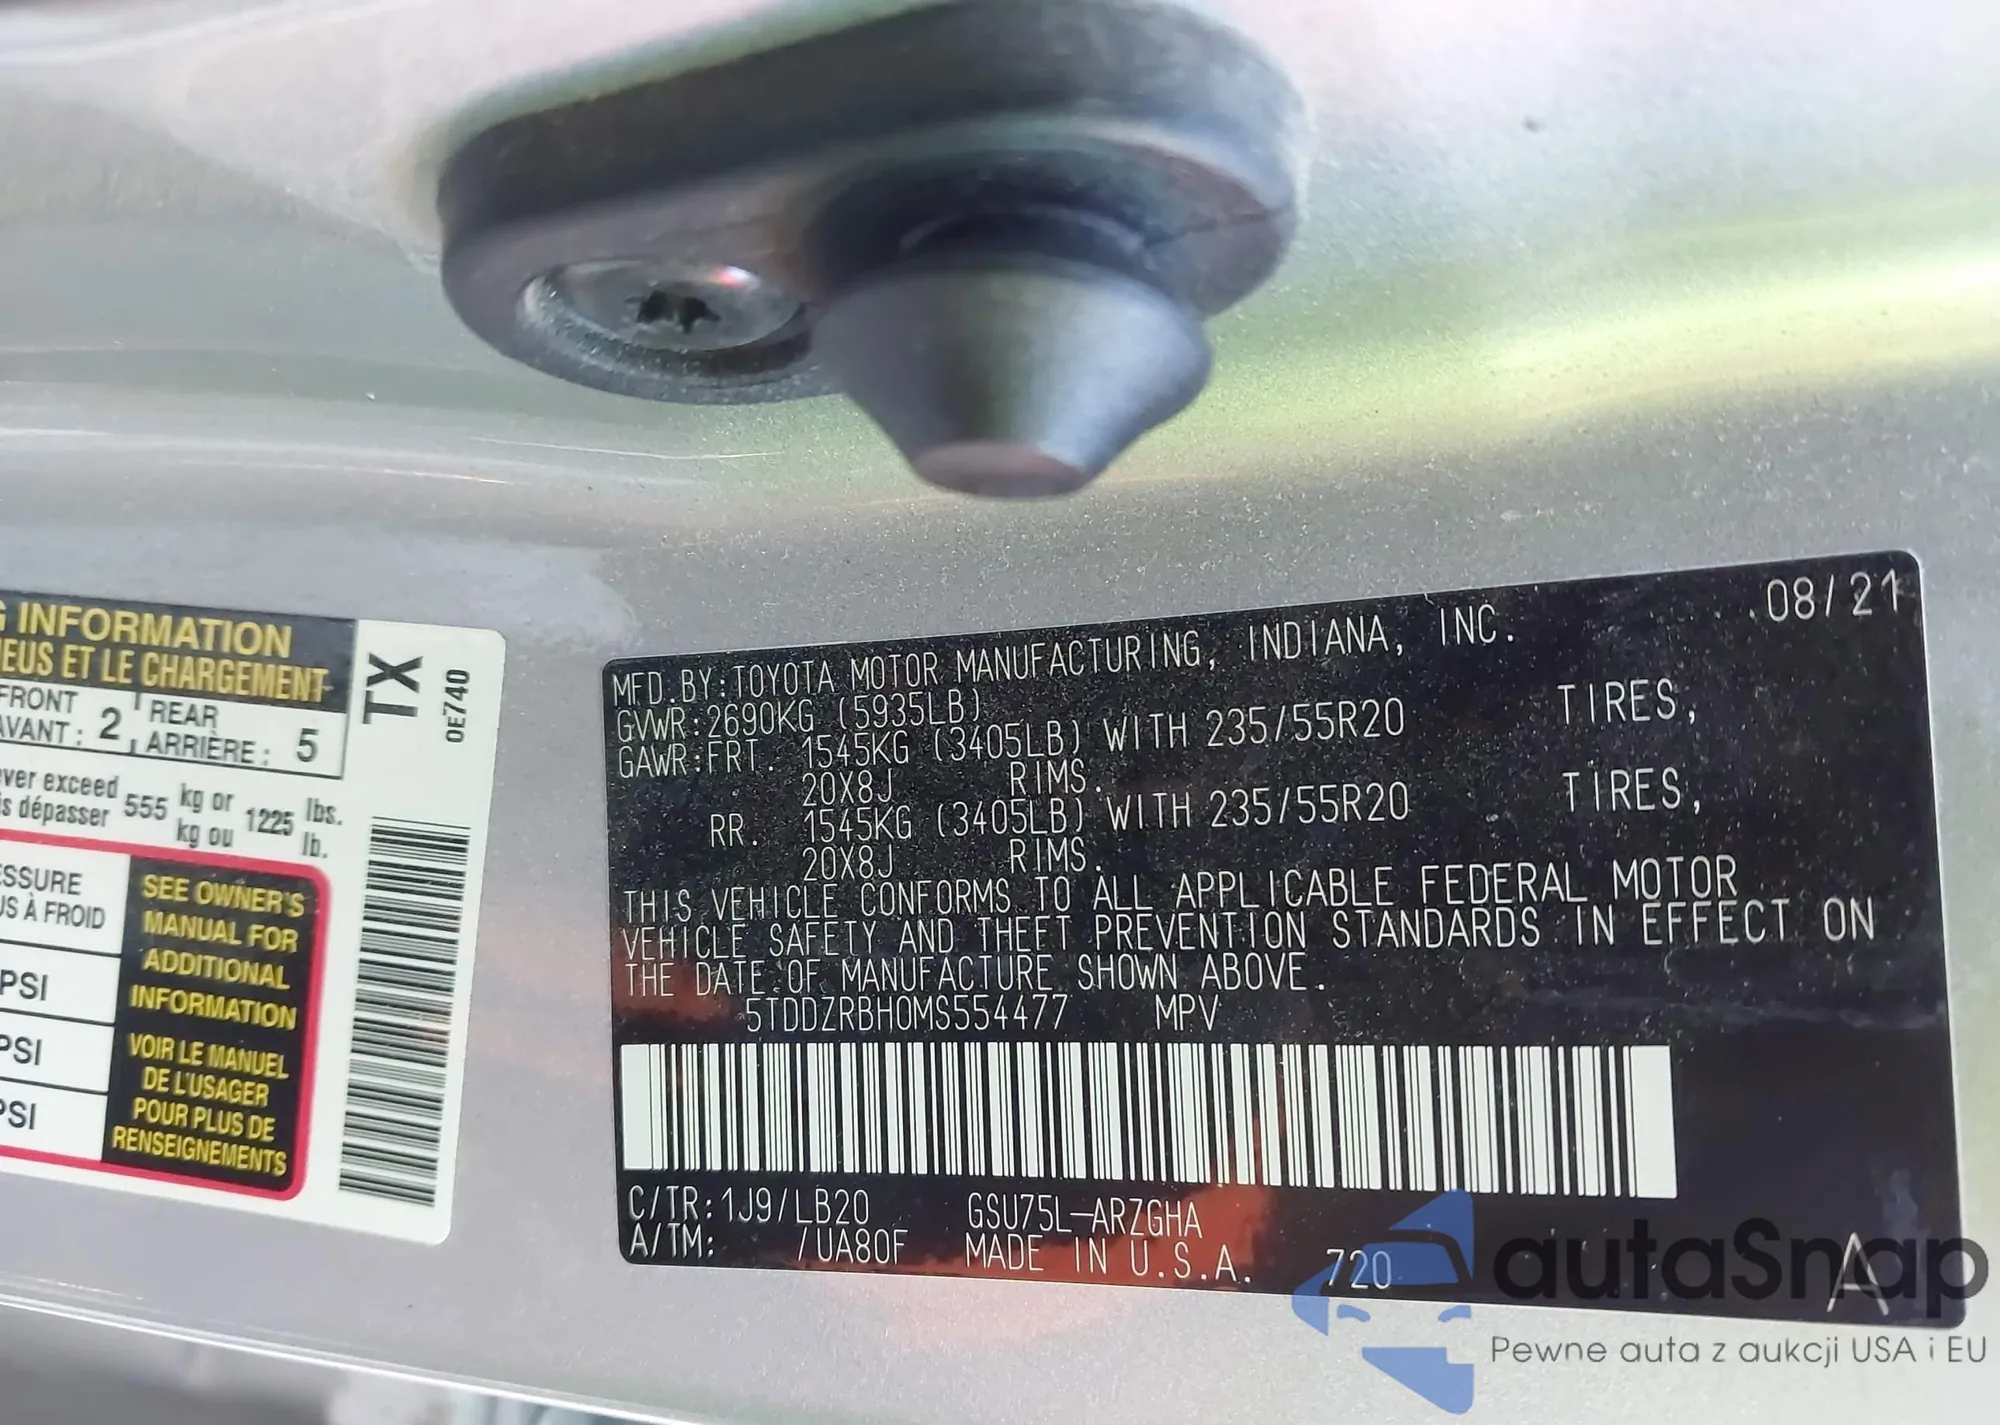 G INFORMATION
NEUS ET LE CHARGEMENT
FRONT
AVANT : 2
REAR
ARRIÈRE : 5
ver exceed
is dépasser
555
kg or
kg ou
1225
lbs.
lb.
SSURE
US À FROID
PSI
PSI
PSI
SEE OWNER'S
MANUAL FOR
ADDITIONAL
INFORMATION
VOIR LE MANUEL
DE L'USAGER
POUR PLUS DE
RENSEIGNEMENTS
TX
0E740
MFD.BY:TOYOTA MOTOR MANUFACTURING, INDIANA, INC. 08/21
GVWR:2690KG (5935LB)
GAWR:FRT. 1545KG (3405LB) WITH 235/55R20 TIRES,
20X8J RIMS.
RR. 1545KG (3405LB) WITH 235/55R20 TIRES,
20X8J RIMS.
THIS VEHICLE CONFORMS TO ALL APPLICABLE FEDERAL MOTOR
VEHICLE SAFETY AND THEFT PREVENTION STANDARDS IN EFFECT ON
THE DATE OF MANUFACTURE SHOWN ABOVE.
5TDDZRBH0MS554477 MPV
C/TR:1J9/LB20 GSU75L-ARZGHA
A/TM: /UA80F MADE IN U.S.A. 720 A
autaSnap
Pewne auta z aukcji USA i EU